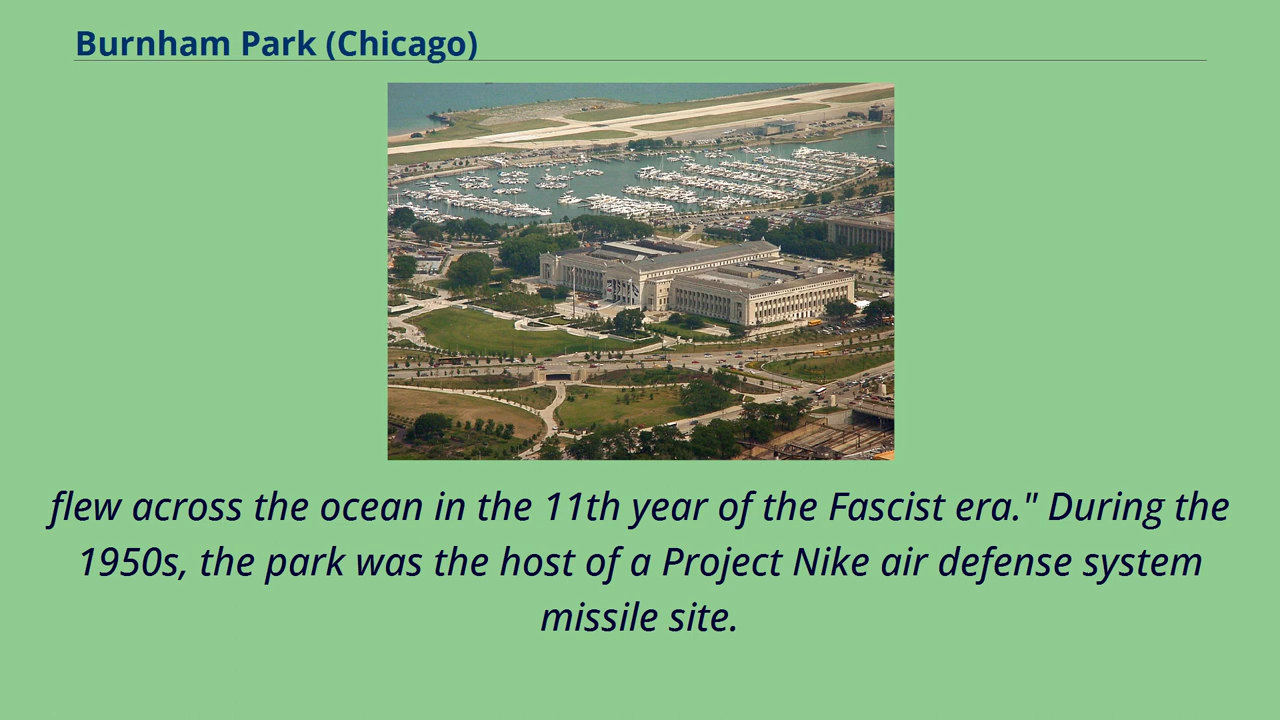 Burnham Park (Chicago)
flew across the ocean in the 11th year of the Fascist era." During the
1950s, the park was the host of a Project Nike air defense system
missile site.